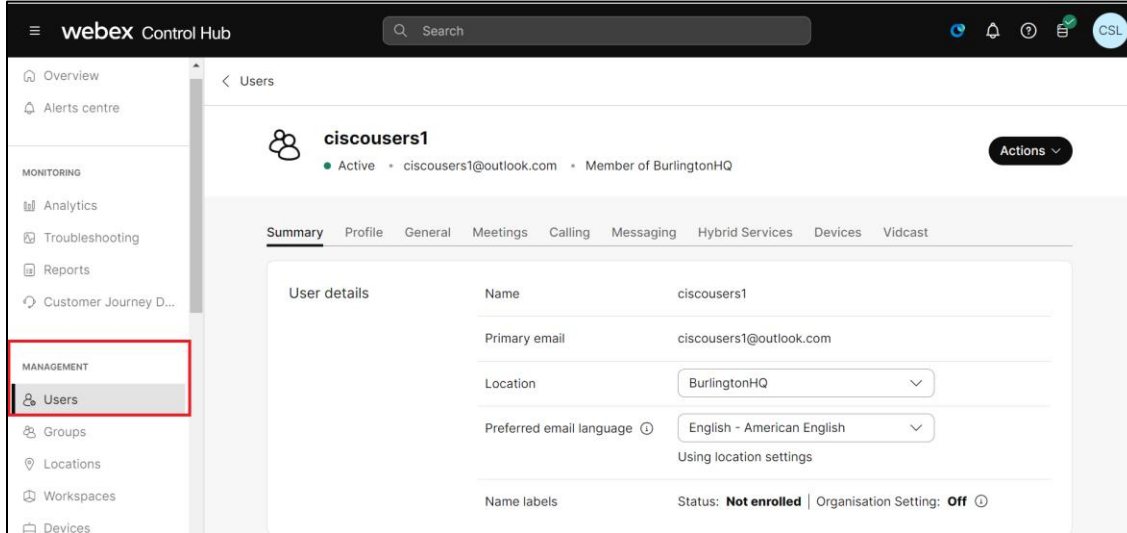 webex Control Hub
Search
CSL
Overview
Alerts centre
MONITORING
Analytics
Troubleshooting
Reports
Customer Journey D...
MANAGEMENT
Users
Groups
Locations
Workspaces
Devices
Users
ciscousers1
Active • ciscousers1@outlook.com • Member of BurlingtonHQ
Actions
Summary Profile General Meetings Calling Messaging Hybrid Services Devices Vidcast
User details
Name ciscousers1
Primary email ciscousers1@outlook.com
Location BurlingtonHQ
Preferred email language English - American English
Using location settings
Name labels Status: Not enrolled | Organisation Setting: Off